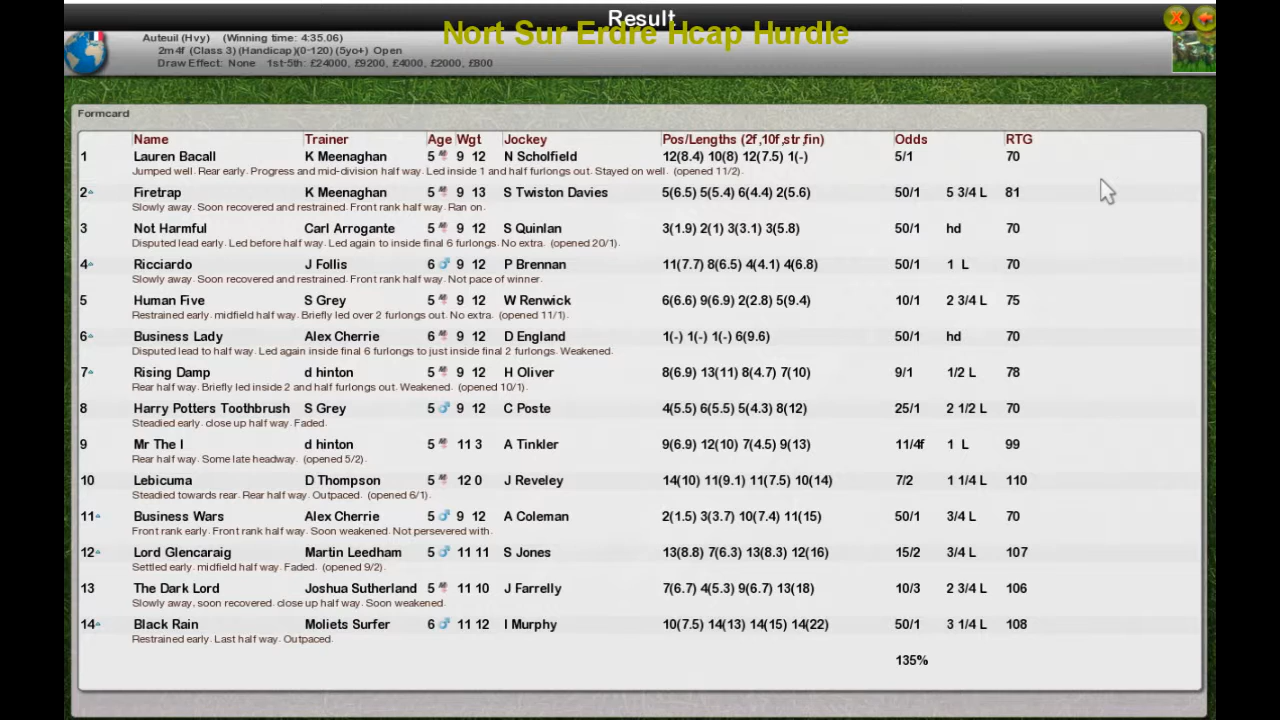 Result
Nort Sur Erdre Hcap Hurdle
Auteuil (Hvy) (Winning time: 4:35.06)
2m4f (Class 3) (Handicap)(0-120) (5yo+) Open
Draw Effect: None 1st-5th: £24000, £9200, £4000, £2000, £800
Formcard
Name Trainer Age Wgt Jockey Pos/Lengths (2f,10f,str,fin) Odds RTG
1 Lauren Bacall K Meenaghan 5 9 12 N Scholfield 12(8.4) 10(8) 12(7.5) 1(-) 5/1 70
Jumped well. Rear early. Progress and mid-division half way. Led inside 1 and half furlongs out. Stayed on well. (opened 11/2).
2 Firetrap K Meenaghan 5 9 13 S Twiston Davies 5(6.5) 5(5.4) 6(4.4) 2(5.6) 50/1 5 3/4 L 81
Slowly away. Soon recovered and restrained. Front rank half way. Ran on.
3 Not Harmful Carl Arrogante 5 9 12 S Quinlan 3(1.9) 2(1) 3(3.1) 3(5.8) 50/1 hd 70
Disputed lead early. Led before half way. Led again to inside final 6 furlongs. No extra. (opened 20/1).
4 Ricciardo J Follis 6 9 12 P Brennan 11(7.7) 8(6.5) 4(4.1) 4(6.8) 50/1 1 L 70
Slowly away. Soon recovered and restrained. Front rank half way. Not pace of winner.
5 Human Five S Grey 5 9 12 W Renwick 6(6.6) 9(6.9) 2(2.8) 5(9.4) 10/1 2 3/4 L 75
Restrained early. midfield half way. Briefly led over 2 furlongs out. No extra. (opened 11/1).
6 Business Lady Alex Cherrie 6 9 12 D England 1(-) 1(-) 1(-) 6(9.6) 50/1 hd 70
Disputed lead to half way. Led again inside final 6 furlongs to just inside final 2 furlongs. Weakened.
7 Rising Damp d hinton 5 9 12 H Oliver 8(6.9) 13(11) 8(4.7) 7(10) 9/1 1/2 L 78
Rear half way. Briefly led inside 2 and half furlongs out. Weakened. (opened 10/1).
8 Harry Potters Toothbrush S Grey 5 9 12 C Poste 4(5.5) 6(5.5) 5(4.3) 8(12) 25/1 2 1/2 L 70
Steadied early. close up half way. Faded.
9 Mr The I d hinton 5 11 3 A Tinkler 9(6.9) 12(10) 7(4.5) 9(13) 11/4f 1 L 99
Rear half way. Some late headway. (opened 5/2).
10 Lebicuma D Thompson 5 12 0 J Reveley 14(10) 11(9.1) 11(7.5) 10(14) 7/2 1 1/4 L 110
Steadied towards rear. Rear half way. Outpaced. (opened 6/1).
11 Business Wars Alex Cherrie 5 9 12 A Coleman 2(1.5) 3(3.7) 10(7.4) 11(15) 50/1 3/4 L 70
Front rank early. Front rank half way. Soon weakened. Not persevered with.
12 Lord Glencaraig Martin Leedham 5 11 11 S Jones 13(8.8) 7(6.3) 13(8.3) 12(16) 15/2 3/4 L 107
Settled early. midfield half way. Faded. (opened 9/2).
13 The Dark Lord Joshua Sutherland 5 11 10 J Farrelly 7(6.7) 4(5.3) 9(6.7) 13(18) 10/3 2 3/4 L 106
Slowly away, soon recovered. close up half way. Soon weakened.
14 Black Rain Moliets Surfer 6 11 12 I Murphy 10(7.5) 14(13) 14(15) 14(22) 50/1 3 1/4 L 108
Restrained early. Last half way. Outpaced.
135%